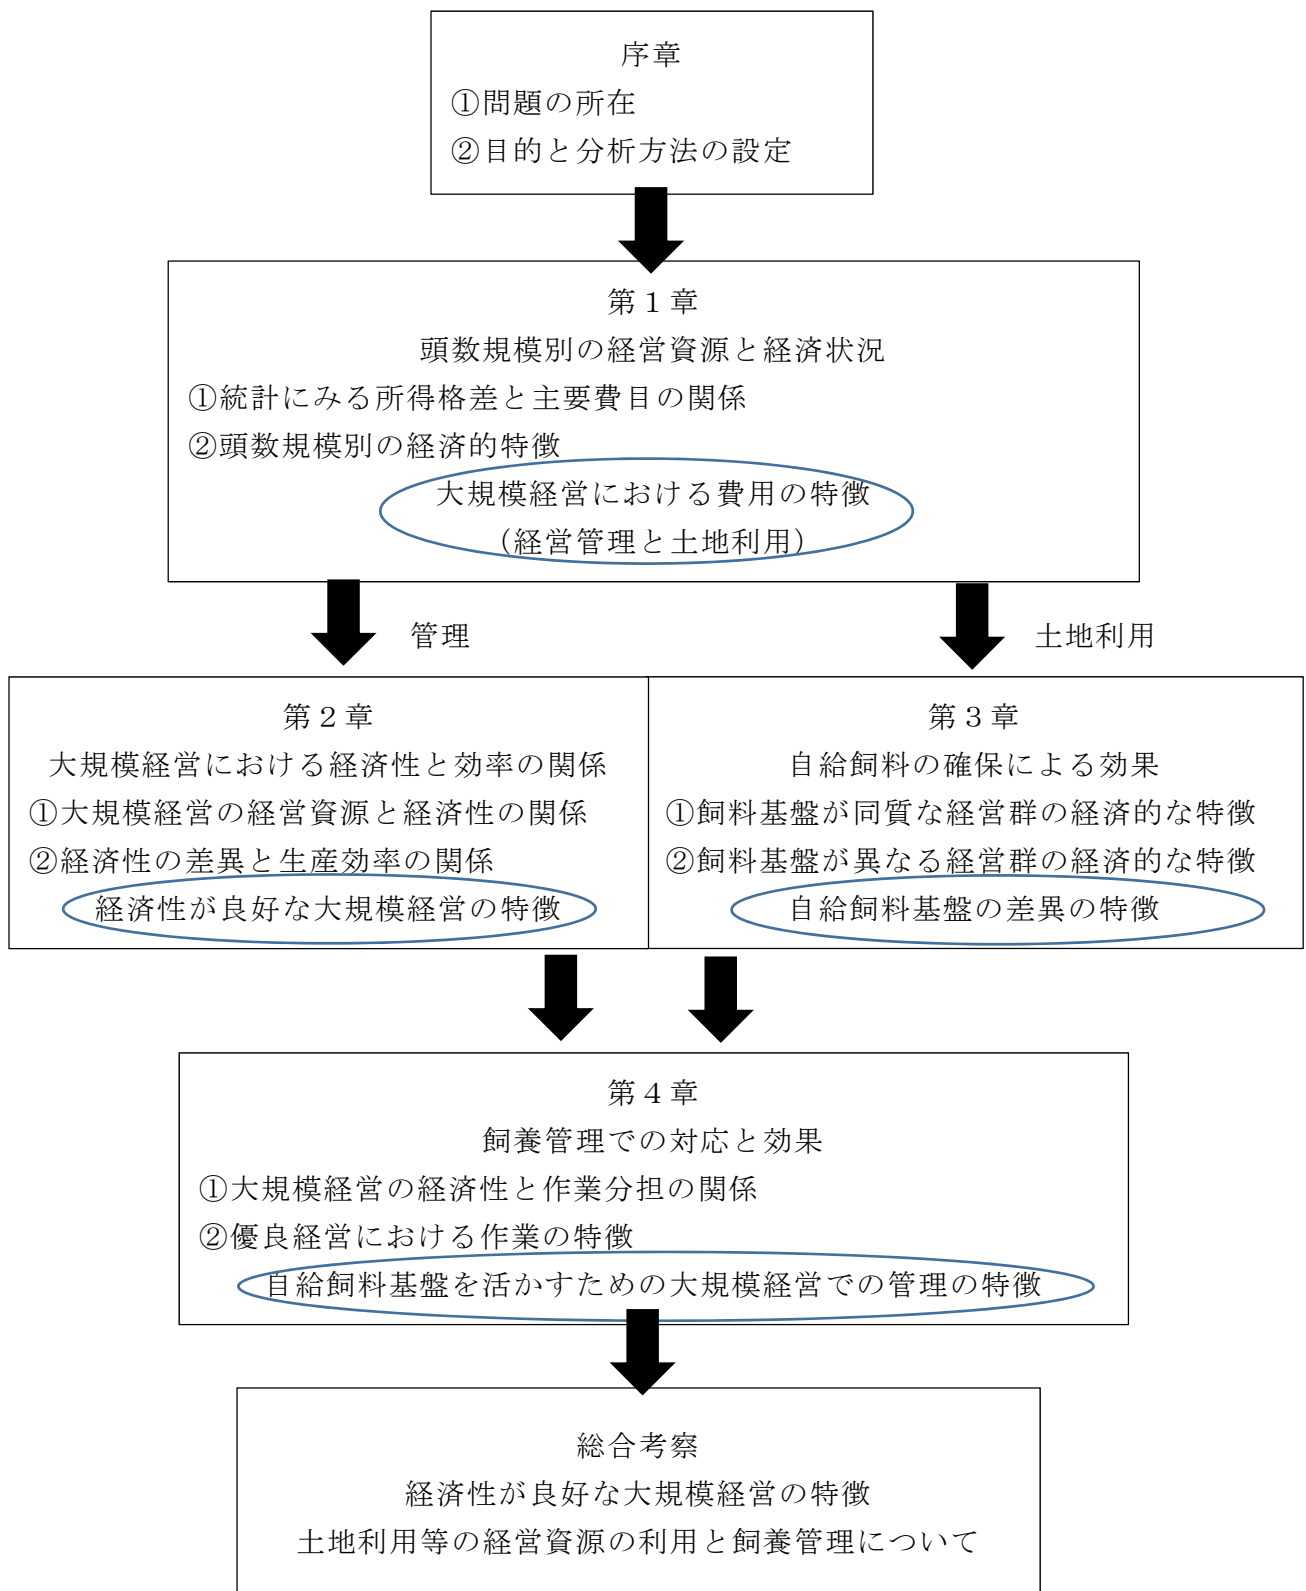 序章
①問題の所在
②目的と分析方法の設定
第１章
頭数規模別の経営資源と経済状況
①統計にみる所得格差と主要費目の関係
②頭数規模別の経済的特徴
大規模経営における費用の特徴
（経営管理と土地利用）
管理
土地利用
第２章
大規模経営における経済性と効率の関係
①大規模経営の経営資源と経済性の関係
②経済性の差異と生産効率の関係
経済性が良好な大規模経営の特徴
第３章
自給飼料の確保による効果
①飼料基盤が同質な経営群の経済的な特徴
②飼料基盤が異なる経営群の経済的な特徴
自給飼料基盤の差異の特徴
第４章
飼養管理での対応と効果
①大規模経営の経済性と作業分担の関係
②優良経営における作業の特徴
自給飼料基盤を活かすための大規模経営での管理の特徴
総合考察
経済性が良好な大規模経営の特徴
土地利用等の経営資源の利用と飼養管理について